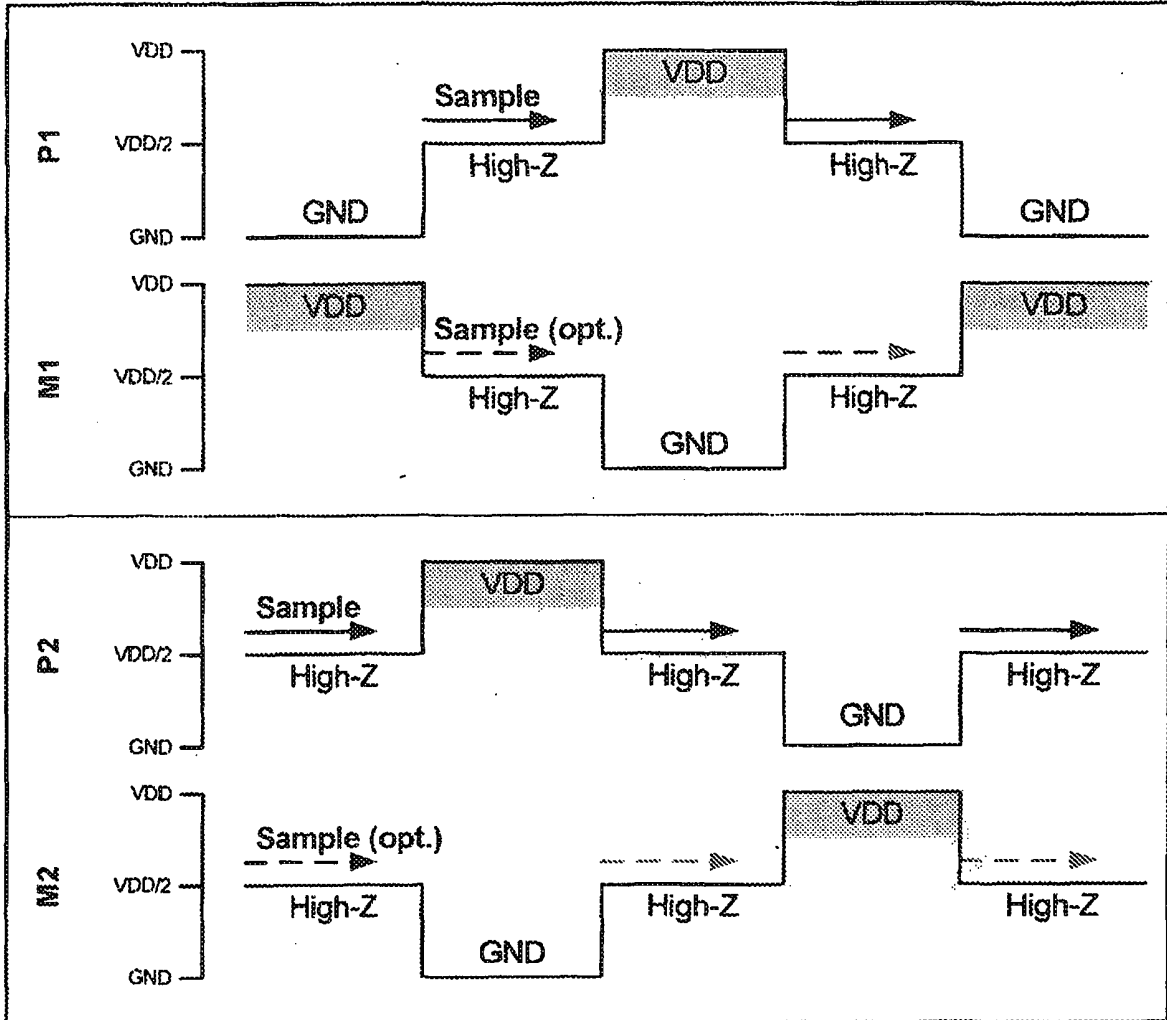 VDD
VDD
Sample
P1
VDD/2
High-Z
High-Z
GND
GND
GND
VDD
VDD
VDD
Sample (opt.)
M1
VDD/2
High-Z
High-Z
GND
GND
VDD
VDD
Sample
P2
VDD/2
High-Z
High-Z
High-Z
GND
GND
VDD
VDD
Sample (opt.)
M2
VDD/2
High-Z
High-Z
High-Z
GND
GND